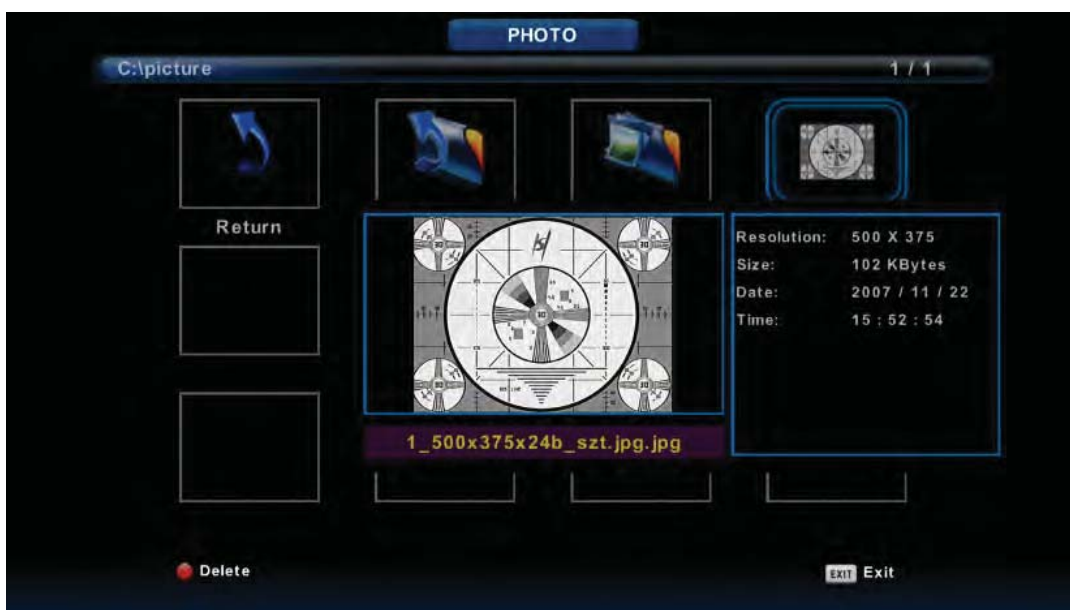 PHOTO
C:\picture
1 / 1
Return
Resolution: 500 X 375
Size: 102 KBytes
Date: 2007 / 11 / 22
Time: 15 : 52 : 54
1_500x375x24b_szt.jpg.jpg
Delete
EXIT Exit